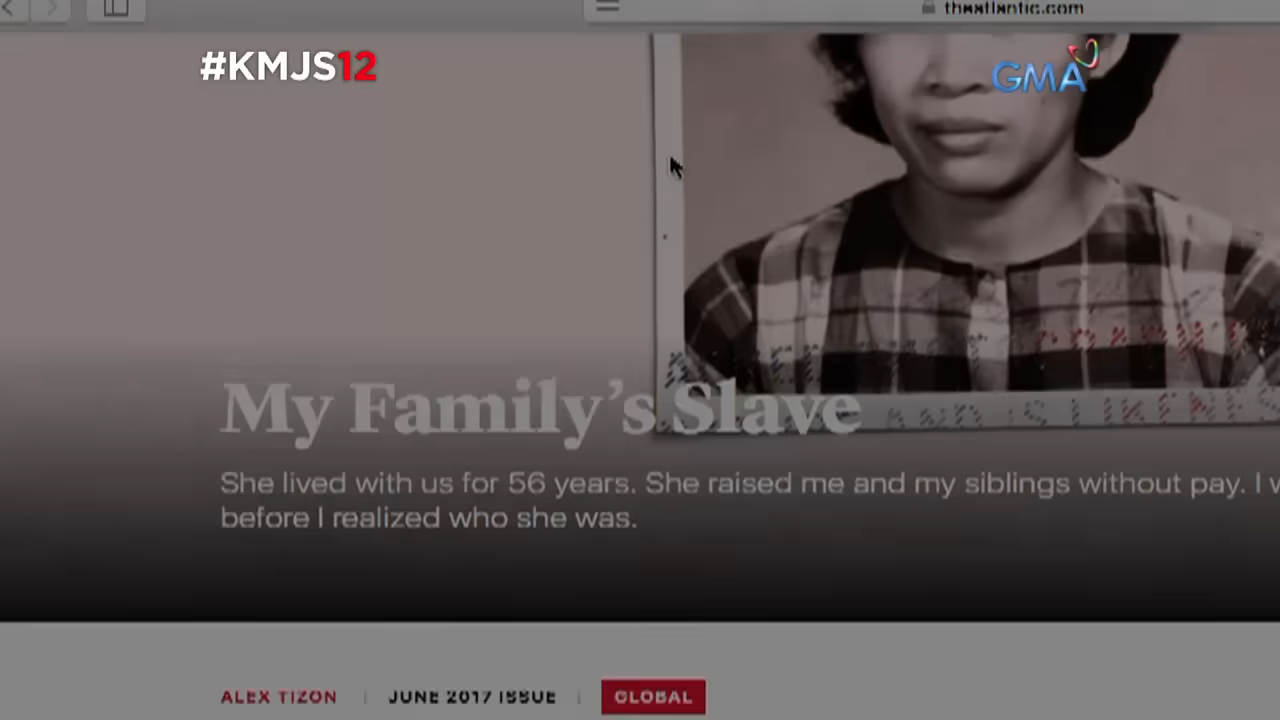 theatlantic.com
#KMJS12
GMA
My Family's Slave
She lived with us for 56 years. She raised me and my siblings without pay. I w
before I realized who she was.
ALEX TIZON
JUNE 2017 ISSUE
GLOBAL